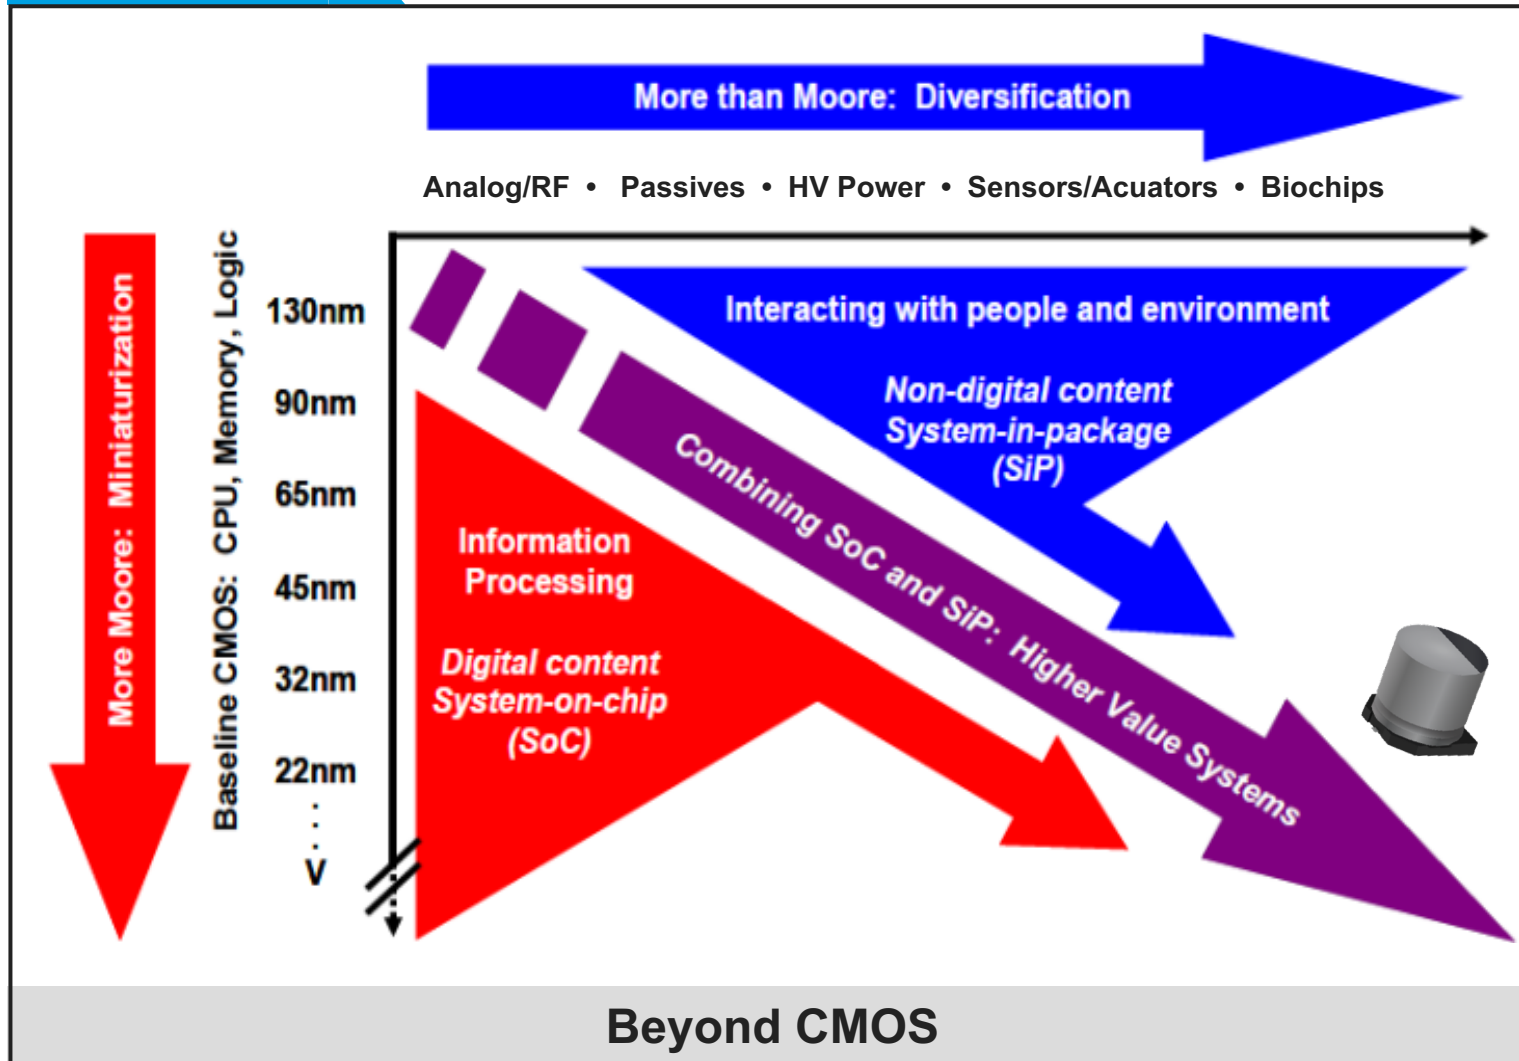 More than Moore: Diversification
Analog/RF • Passives • HV Power • Sensors/Acuators • Biochips
More Moore: Miniaturization
Baseline CMOS: CPU, Memory, Logic
130nm
90nm
65nm
45nm
32nm
22nm
.
.
.
V
Interacting with people and environment
Non-digital content
System-in-package
(SiP)
Combining SoC and SiP: Higher Value Systems
Information
Processing
Digital content
System-on-chip
(SoC)
Beyond CMOS